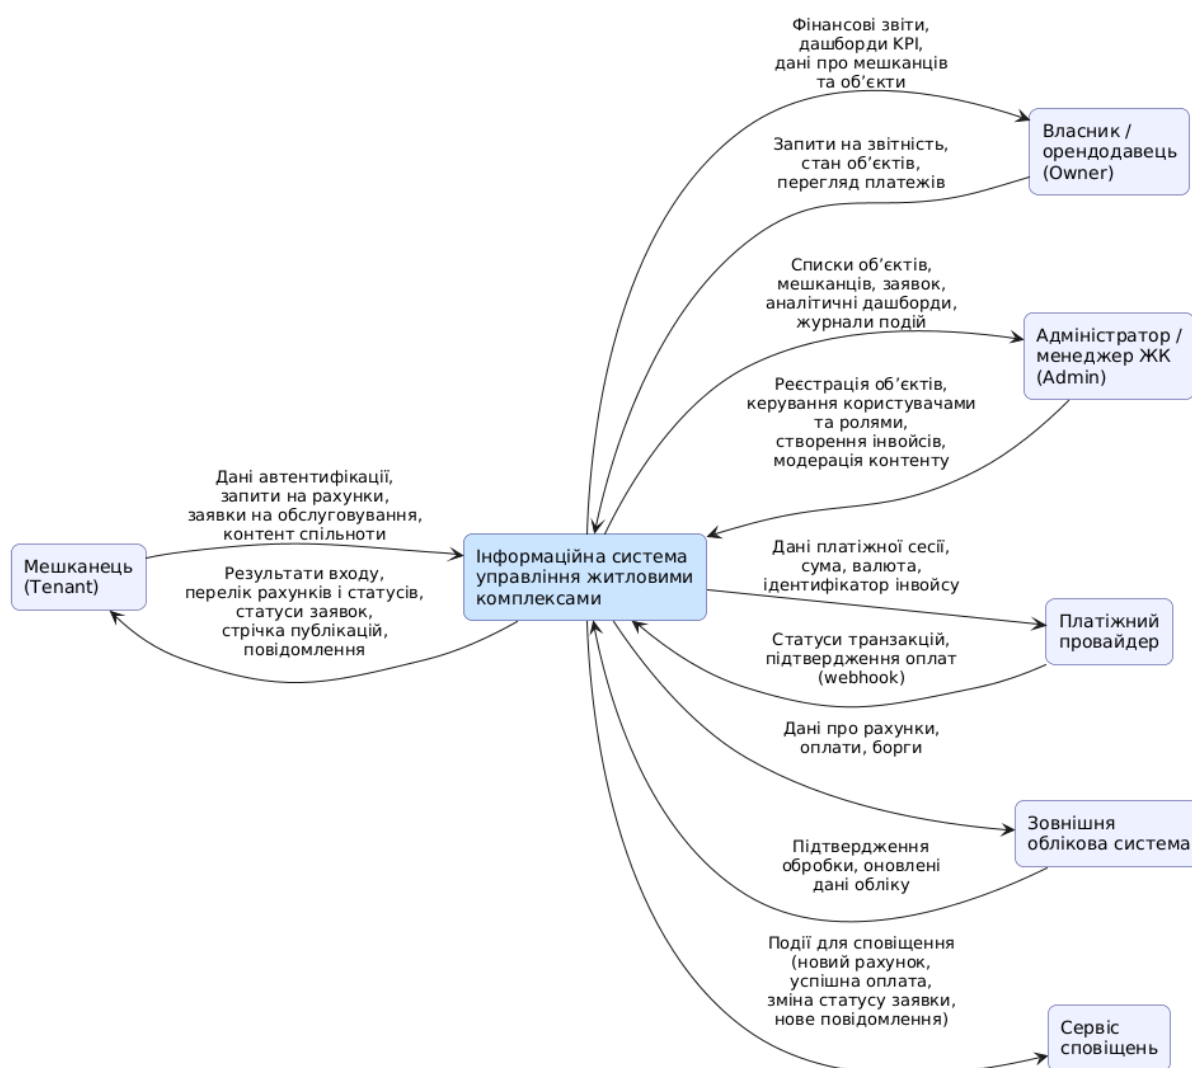 Фінансові звіти,
дашборди KPI,
дані про мешканців
та об’єкти
Власник /
орендодавець
(Owner)
Запити на звітність,
стан об’єктів,
перегляд платежів
Списки об’єктів,
мешканців, заявок,
аналітичні дашборди,
журнали подій
Адміністратор /
менеджер ЖК
(Admin)
Реєстрація об’єктів,
керування користувачами
та ролями,
створення інвойсів,
модерація контенту
Дані автентифікації,
запити на рахунки,
заявки на обслуговування,
контент спільноти
Мешканець
(Tenant)
Результати входу,
перелік рахунків і статусів,
статуси заявок,
стрічка публікацій,
повідомлення
Інформаційна система
управління житловими
комплексами
Дані платіжної сесії,
сума, валюта,
ідентифікатор інвойсу
Платіжний
провайдер
Статуси транзакцій,
підтвердження оплат
(webhook)
Дані про рахунки,
оплати, борги
Зовнішня
облікова система
Підтвердження
обробки, оновлені
дані обліку
Події для сповіщення
(новий рахунок,
успішна оплата,
зміна статусу заявки,
нове повідомлення)
Сервіс
сповіщень